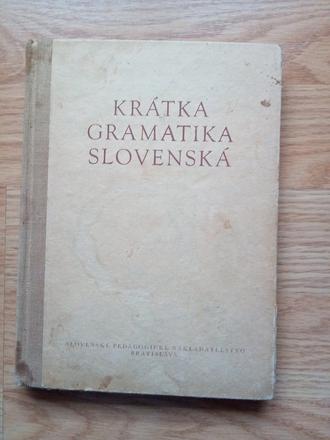 KRÁTKA
GRAMATIKA
SLOVENSKÁ
SLOVENSKÉ PEDAGOGICKÉ NAKLADATEĽSTVO
BRATISLAVA